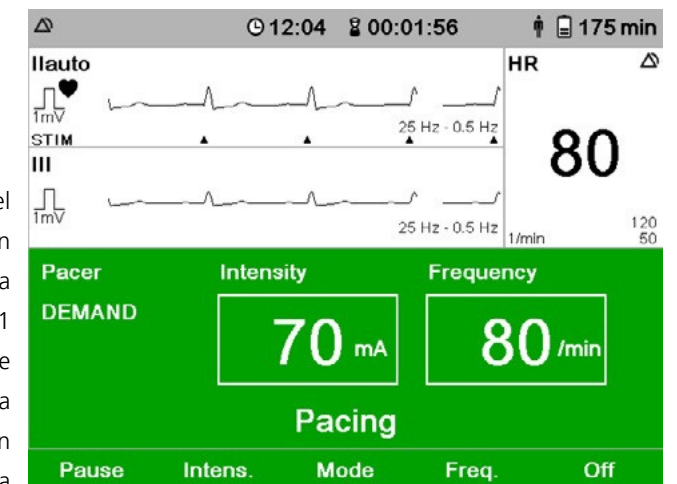 12:04 00:01:56 175 min
IIauto HR
1mV
25 Hz - 0.5 Hz
STIM
80
III
1mV
25 Hz - 0.5 Hz
1/min
120
50
Pacer Intensity Frequency
DEMAND
70 mA 80 /min
Pacing
Pause Intens. Mode Freq. Off
el
n
a
1
e
a
n
a